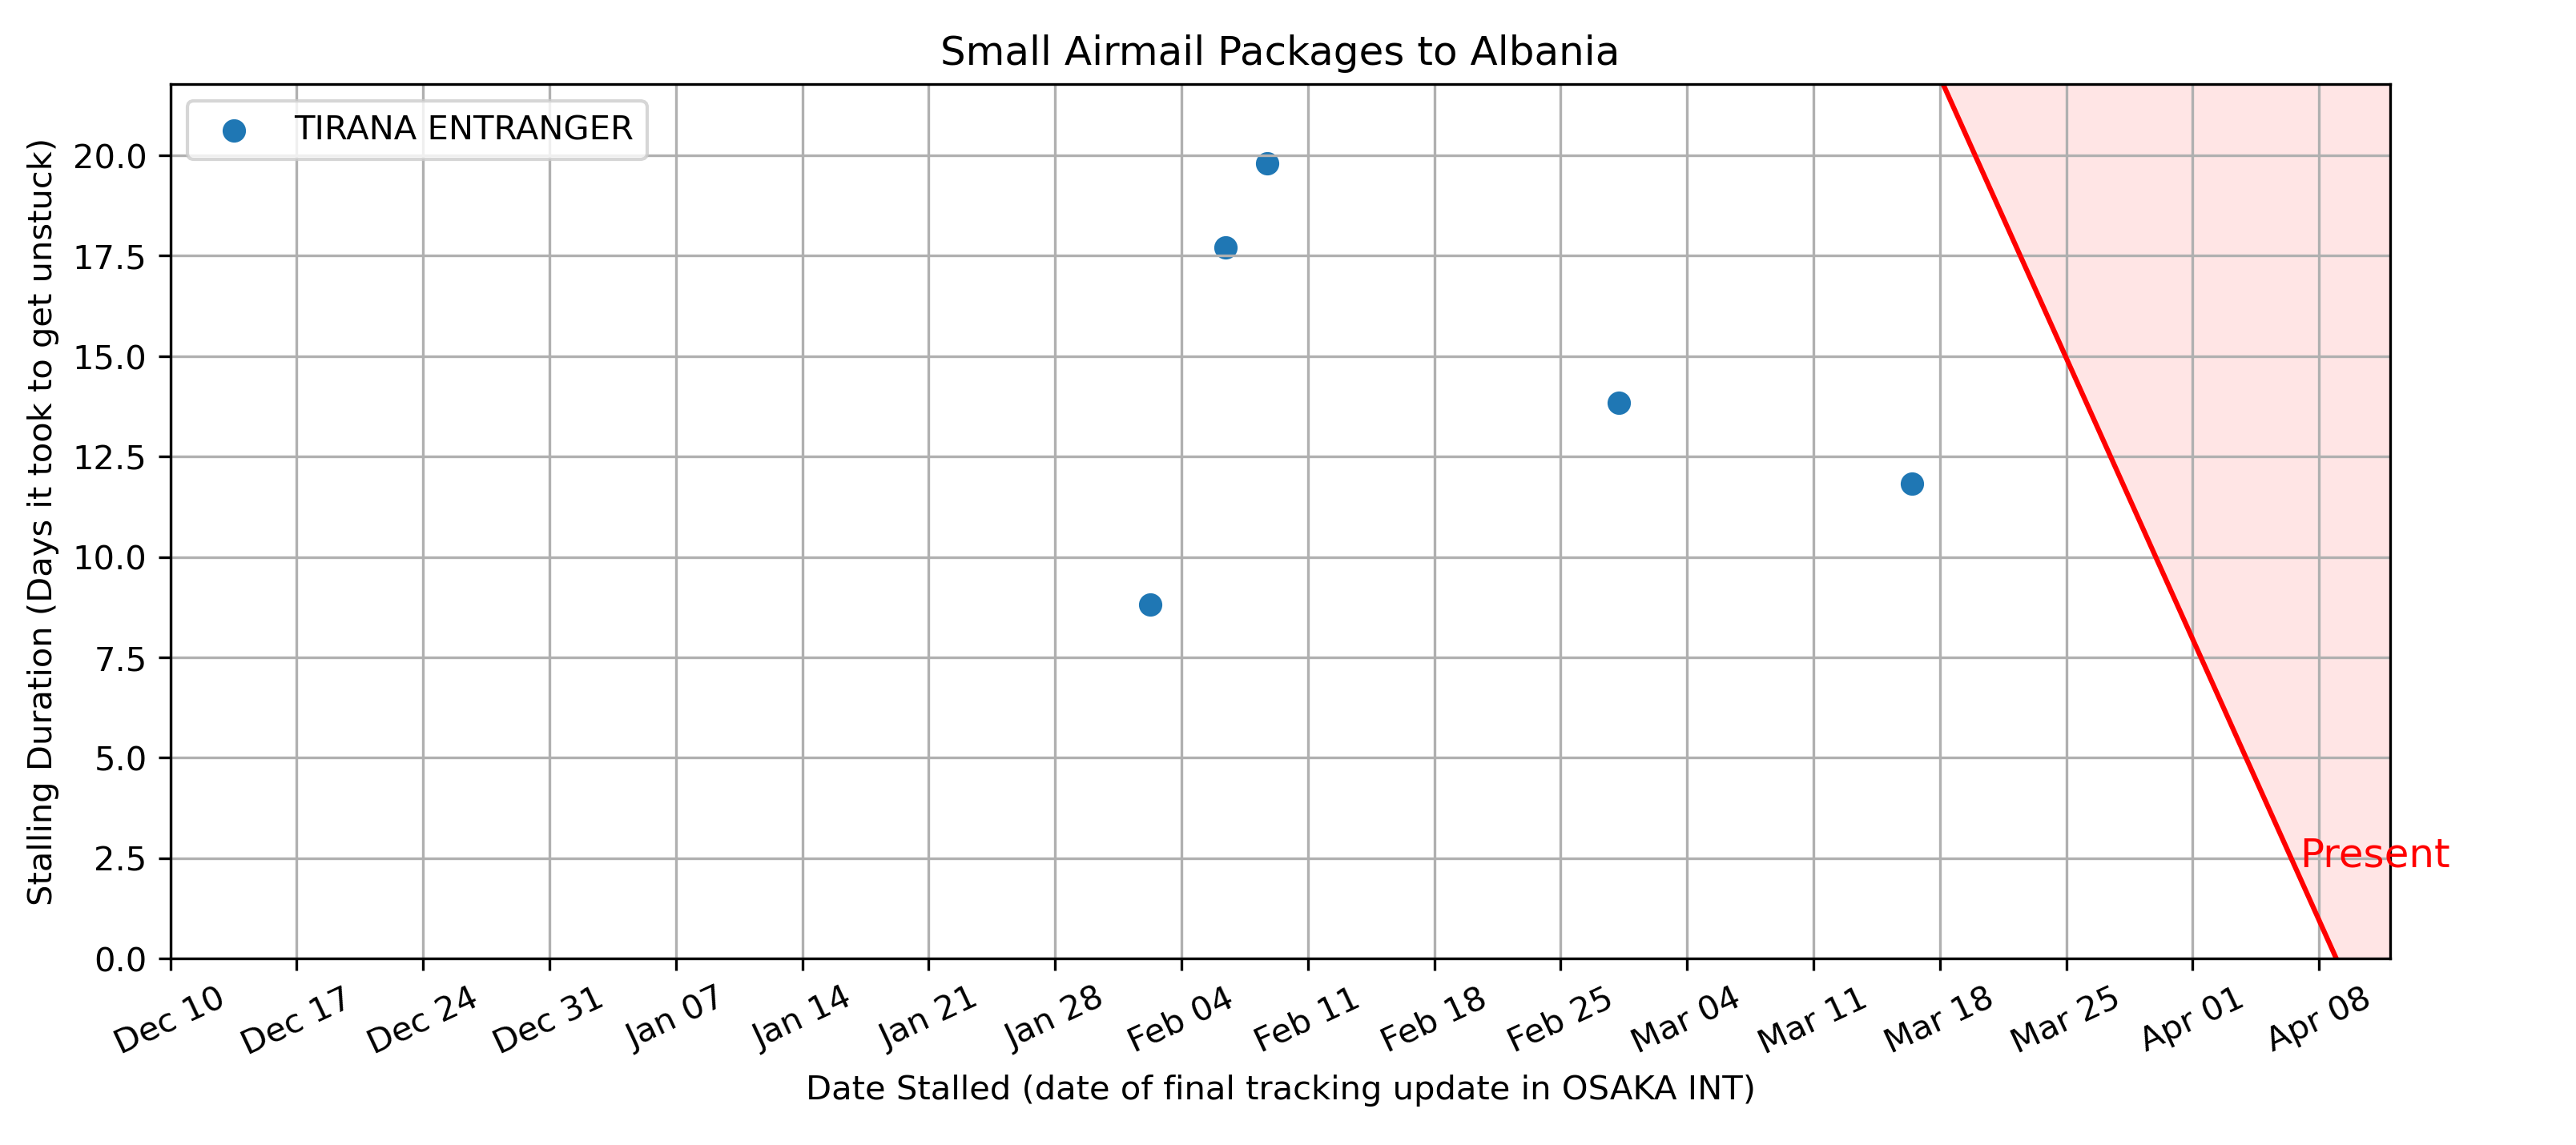 Small Airmail Packages to Albania
TIRANA ENTRANGER
Stalling Duration (Days it took to get unstuck)
20.0
17.5
15.0
12.5
10.0
7.5
5.0
2.5
0.0
Present
Dec 10 Dec 17 Dec 24 Dec 31 Jan 07 Jan 14 Jan 21 Jan 28 Feb 04 Feb 11 Feb 18 Feb 25 Mar 04 Mar 11 Mar 18 Mar 25 Apr 01 Apr 08
Date Stalled (date of final tracking update in OSAKA INT)